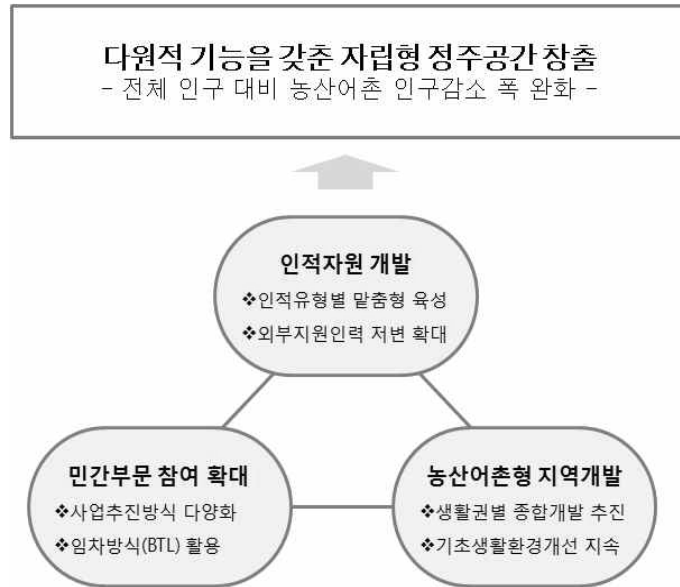 다원적 기능을 갖춘 자립형 정주공간 창출
- 전체 인구 대비 농산어촌 인구감소 폭 완화 -
인적자원 개발
❖인적유형별 맡춤형 육성
❖외부지원인력 저변 확대
민간부문 참여 확대
❖사업추진방식 다양화
❖임차방식(BTL) 활용
농산어촌형 지역개발
❖생활권별 종합개발 추진
❖기초생활환경개선 지속